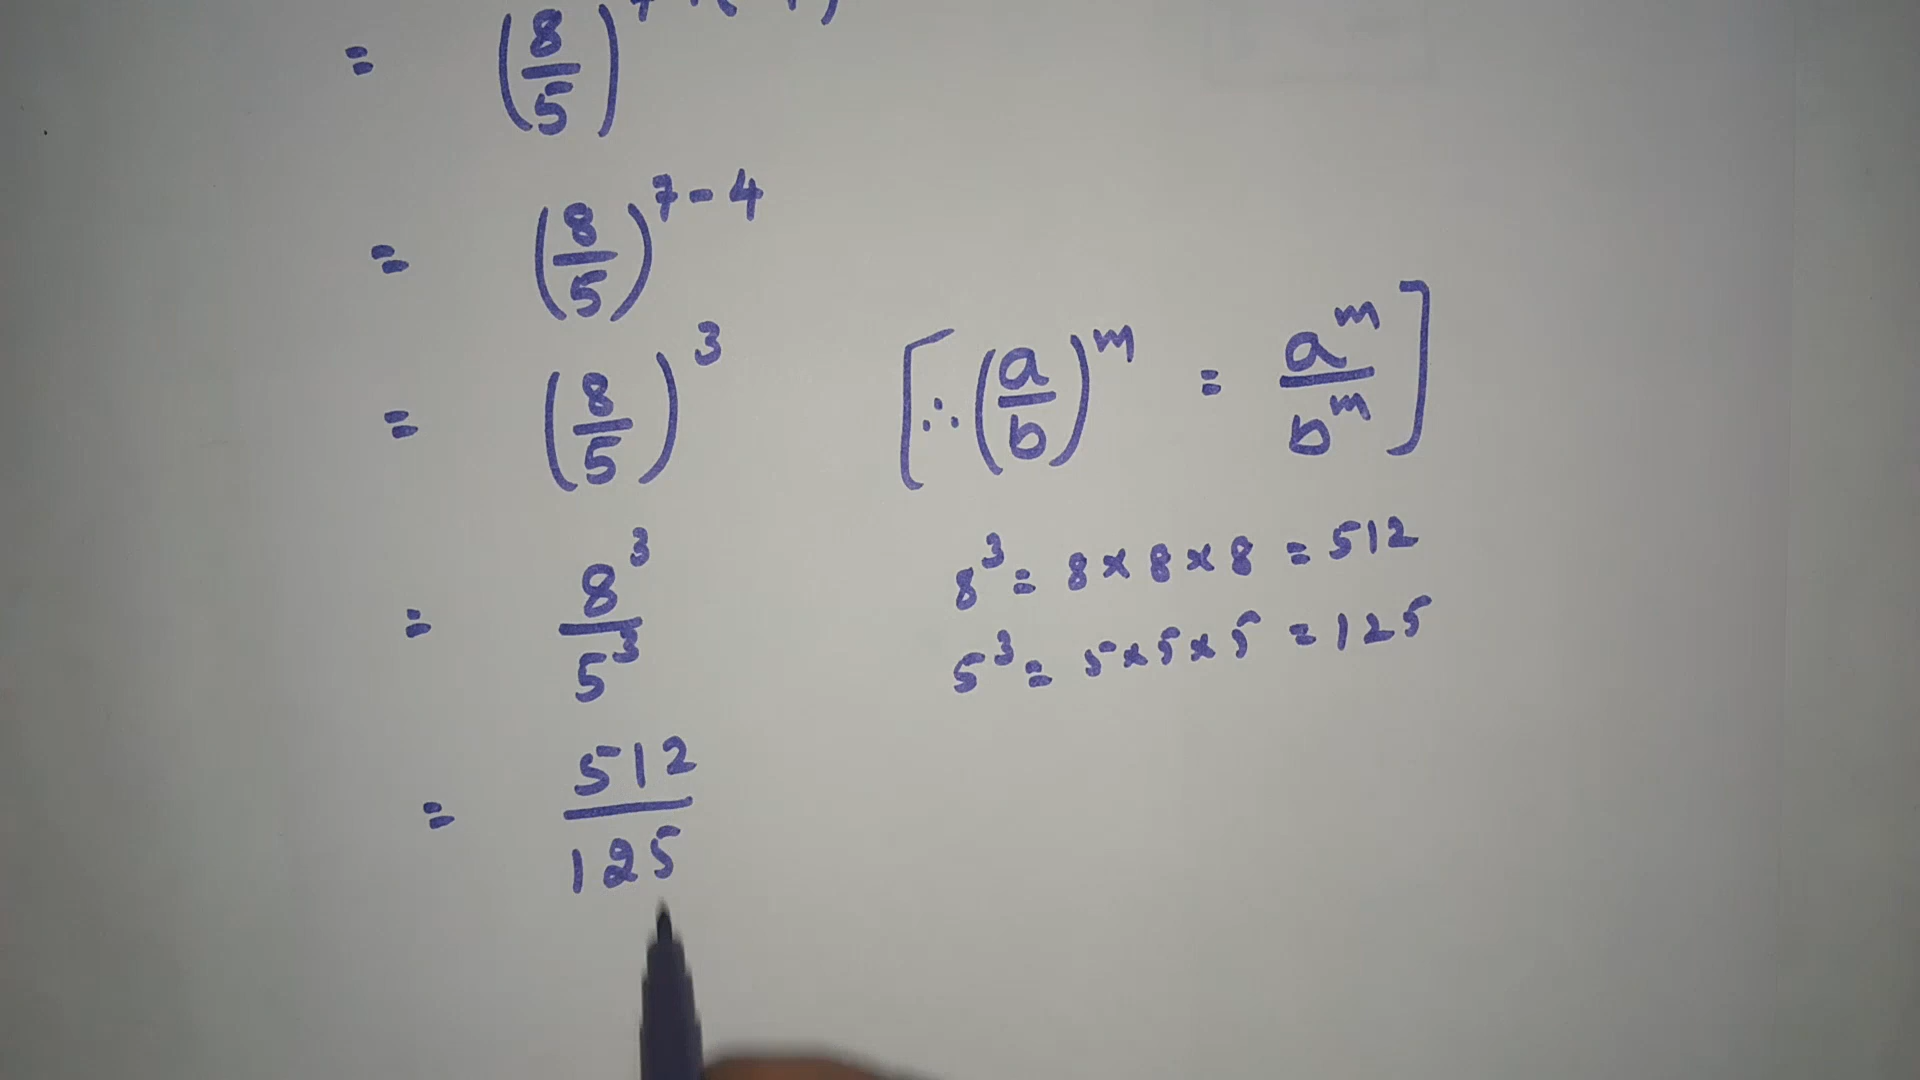 = (8/5)
= (8/5)^7-4
= (8/5)^3 [∴ (a/b)^m = a^m/b^m]
= 8^3/5^3
8^3 = 8 × 8 × 8 = 512
5^3 = 5 × 5 × 5 = 125
= 512/125